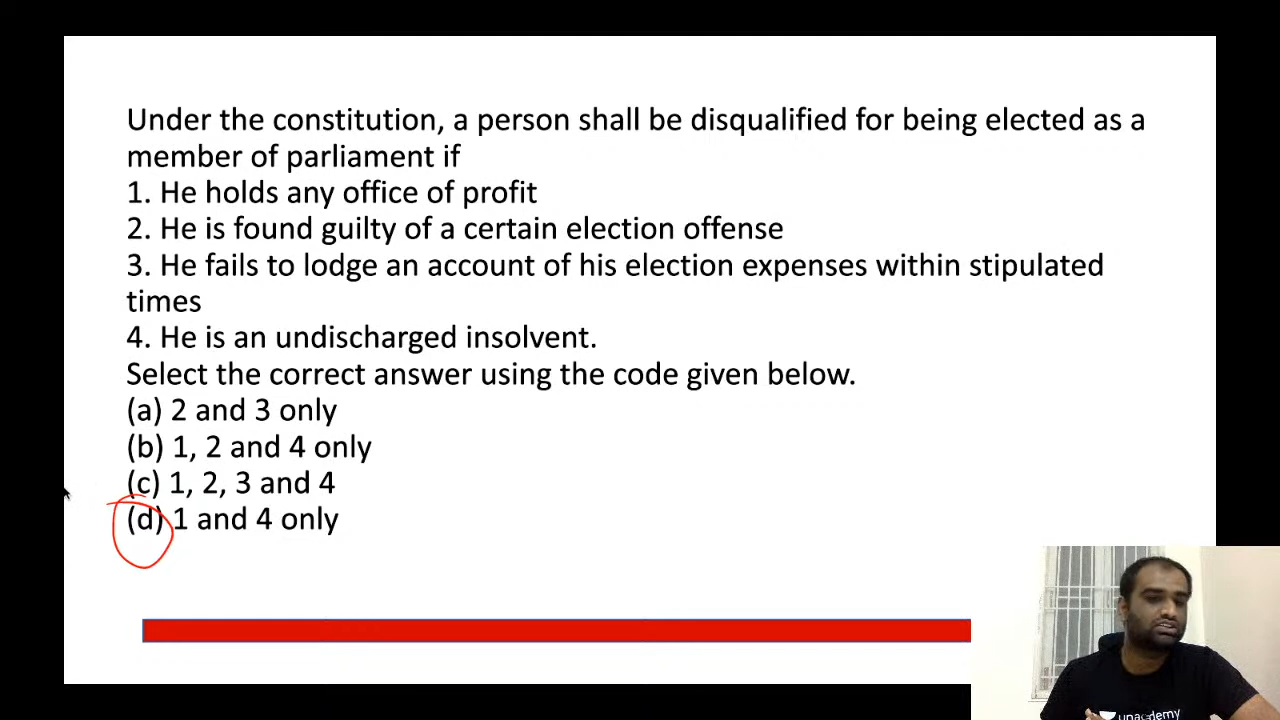 Under the constitution, a person shall be disqualified for being elected as a
member of parliament if
1. He holds any office of profit
2. He is found guilty of a certain election offense
3. He fails to lodge an account of his election expenses within stipulated
times
4. He is an undischarged insolvent.
Select the correct answer using the code given below.
(a) 2 and 3 only
(b) 1, 2 and 4 only
(c) 1, 2, 3 and 4
(d) 1 and 4 only
unacademy